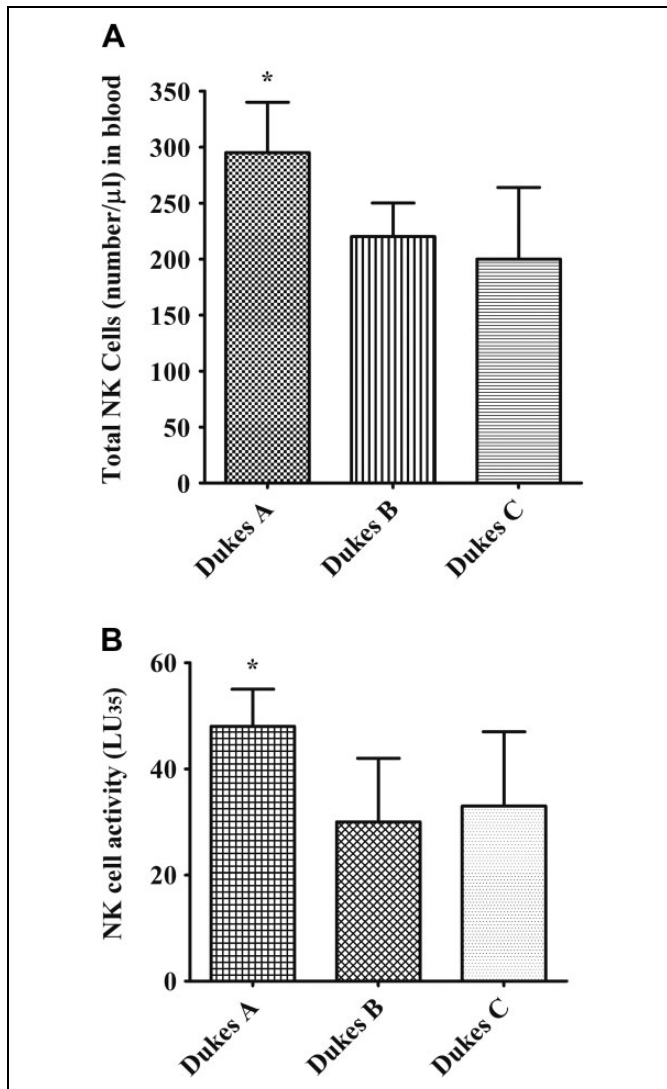 A
Total NK Cells (number/µl) in blood
*
350
300
250
200
150
100
50
0
Dukes A
Dukes B
Dukes C
B
NK cell activity (LU35)
*
60
40
20
0
Dukes A
Dukes B
Dukes C